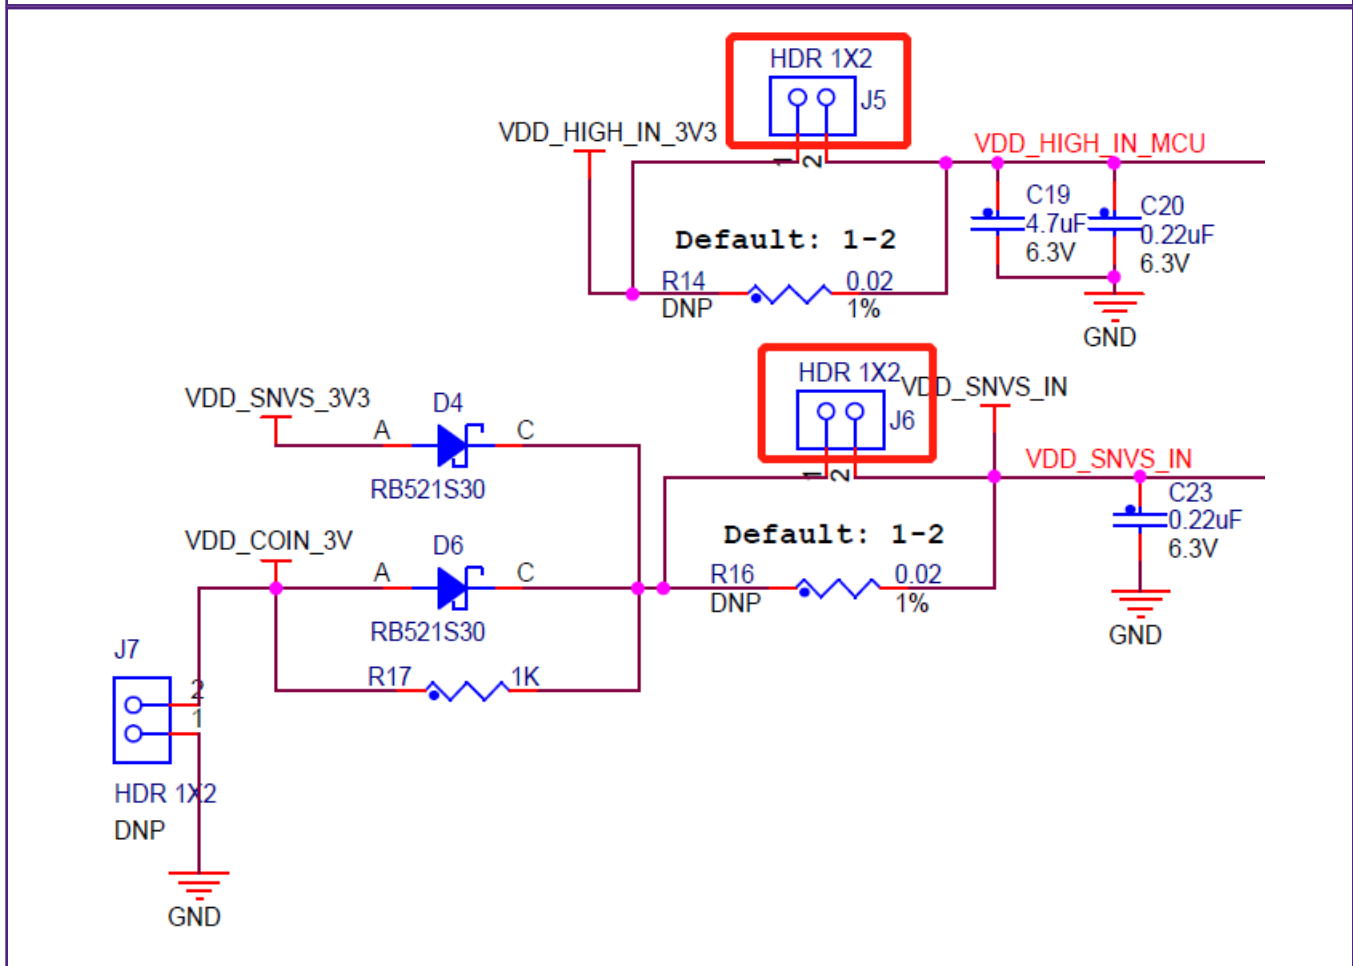 HDR 1X2
J5
VDD_HIGH_IN_3V3
VDD_HIGH_IN_MCU
1
2
C19
4.7uF
6.3V
C20
0.22uF
6.3V
Default: 1-2
R14
0.02
DNP
1%
GND
HDR 1X2
VDD_SNVS_IN
J6
VDD_SNVS_3V3
D4
A
C
RB521S30
1
2
VDD_SNVS_IN
C23
0.22uF
6.3V
Default: 1-2
VDD_COIN_3V
D6
A
C
RB521S30
R16
0.02
DNP
1%
GND
J7
R17
1K
2
1
HDR 1X2
DNP
GND